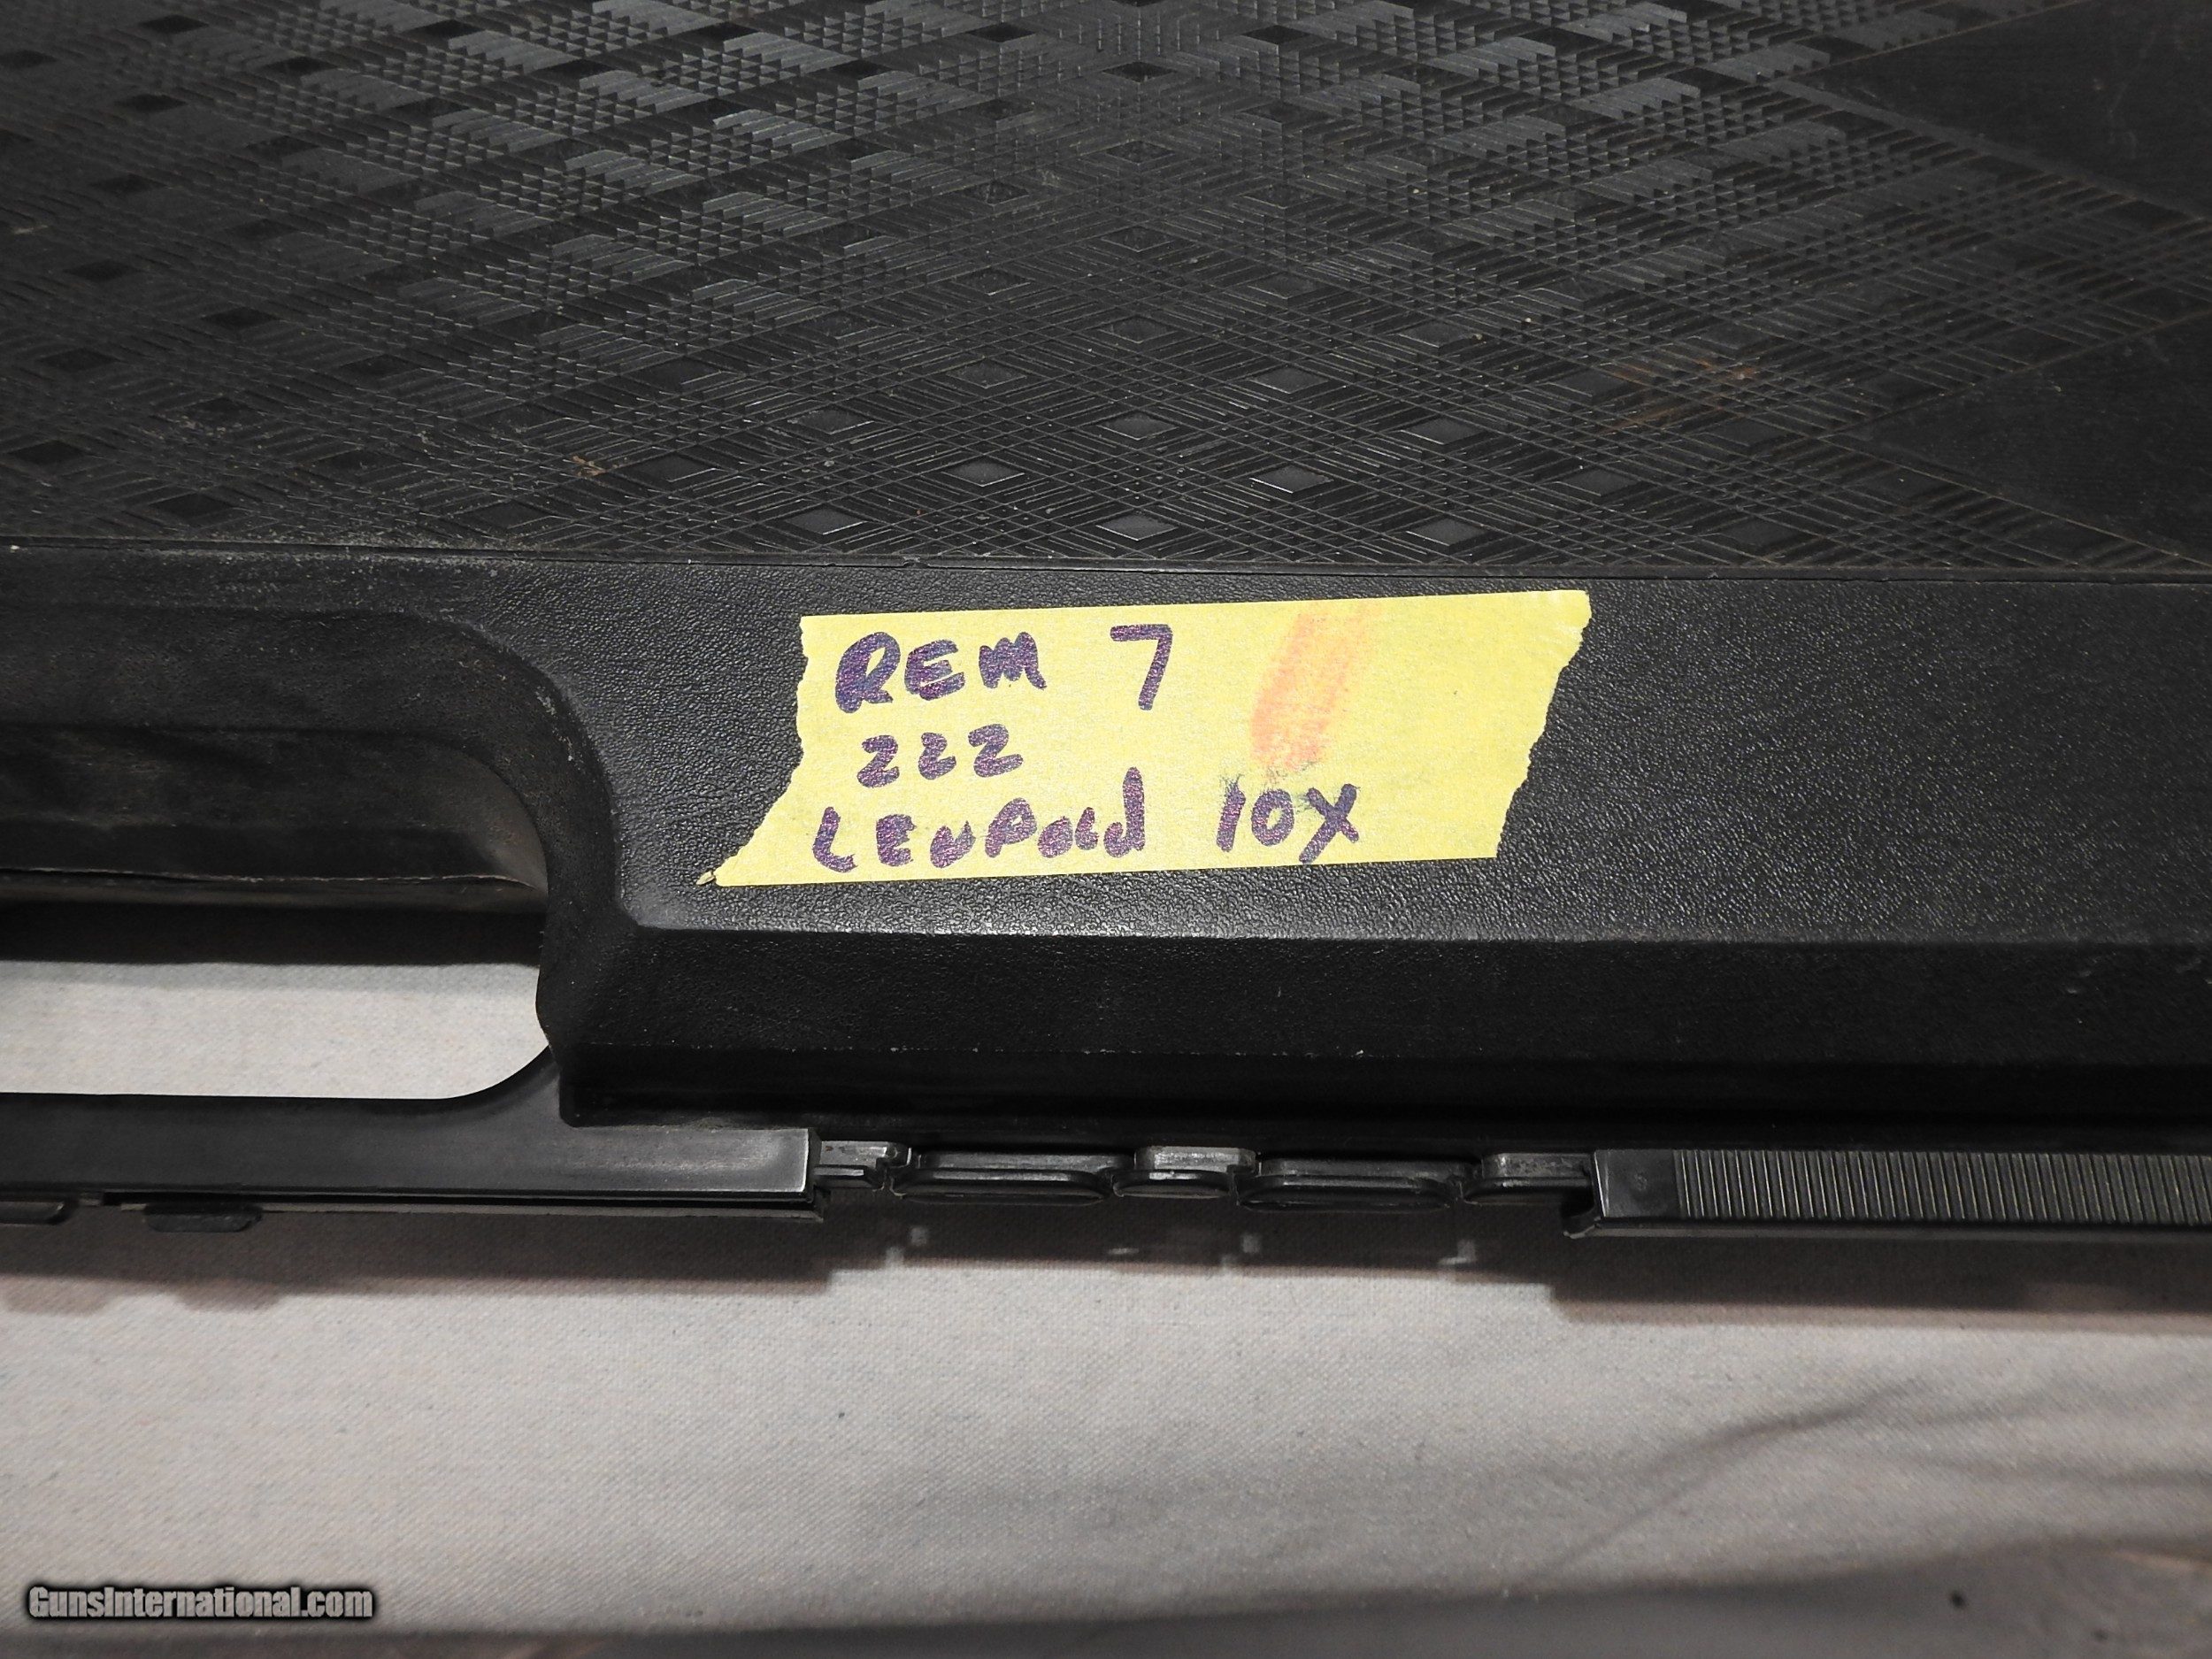 REM 7
222
LEUPOLD 10X
GunsInternational.com